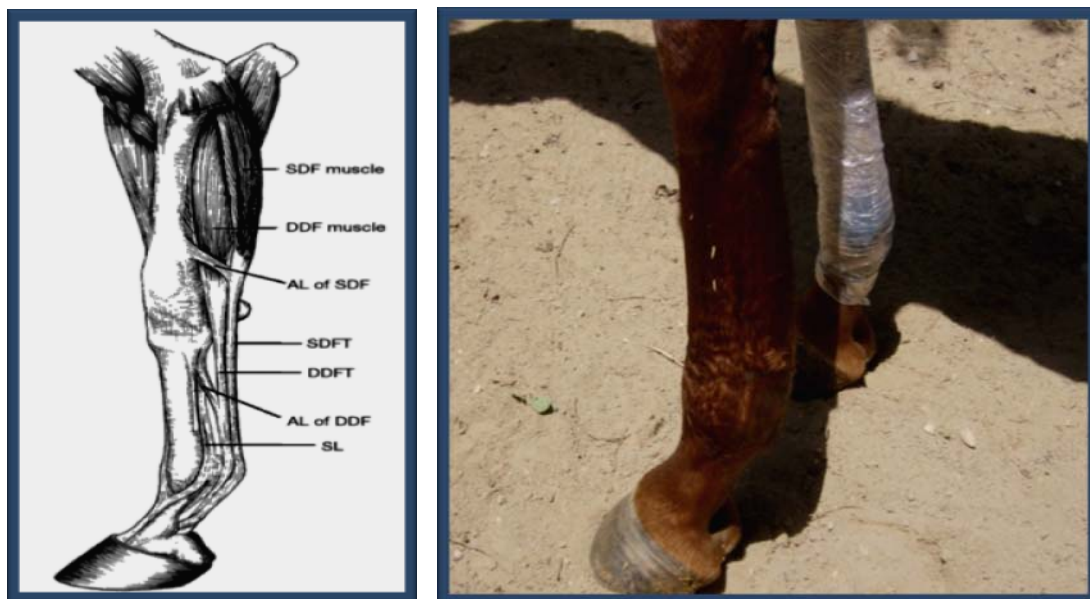 SDF muscle
DDF muscle
AL of SDF
SDFT
DDFT
AL of DDF
SL